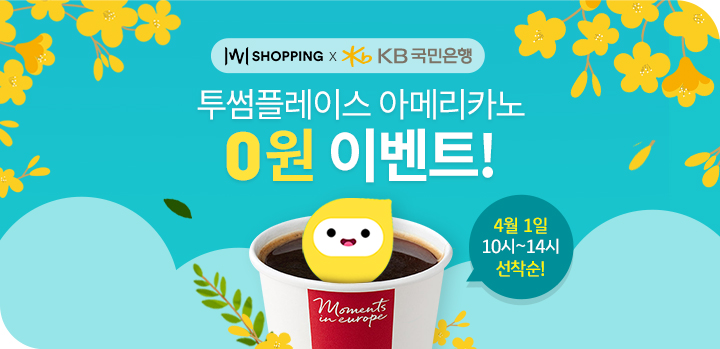 W SHOPPING x KB 국민은행
투썸플레이스 아메리카노
0원 이벤트!
4월 1일
10시~14시
선착순!
Moments
in europe